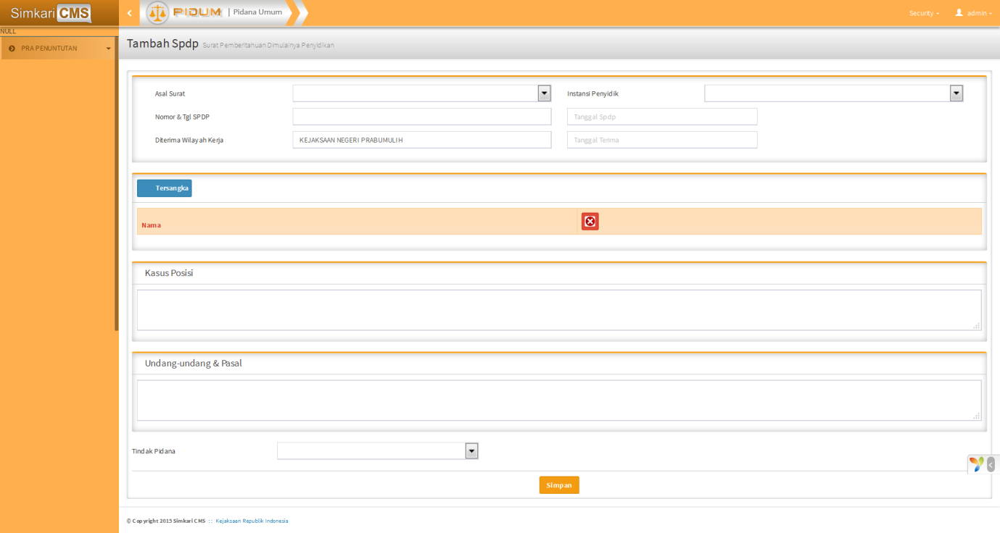 Simkari CMS
PIDUM | Pidana Umum
Security
admin
NULL
PRA PENUNTUTAN
Tambah Spdp Surat Pemberitahuan Dimulainya Penyidikan
Asal Surat
Instansi Penyidik
Nomor & Tgl SPDP
Tanggal Spdp
Diterima Wilayah Kerja
KEJAKSAAN NEGERI PRABUMULIH
Tanggal Terima
Tersangka
Nama
Kasus Posisi
Undang-undang & Pasal
Tindak Pidana
Simpan
© Copyright 2015 Simkari CMS :: Kejaksaan Republik Indonesia